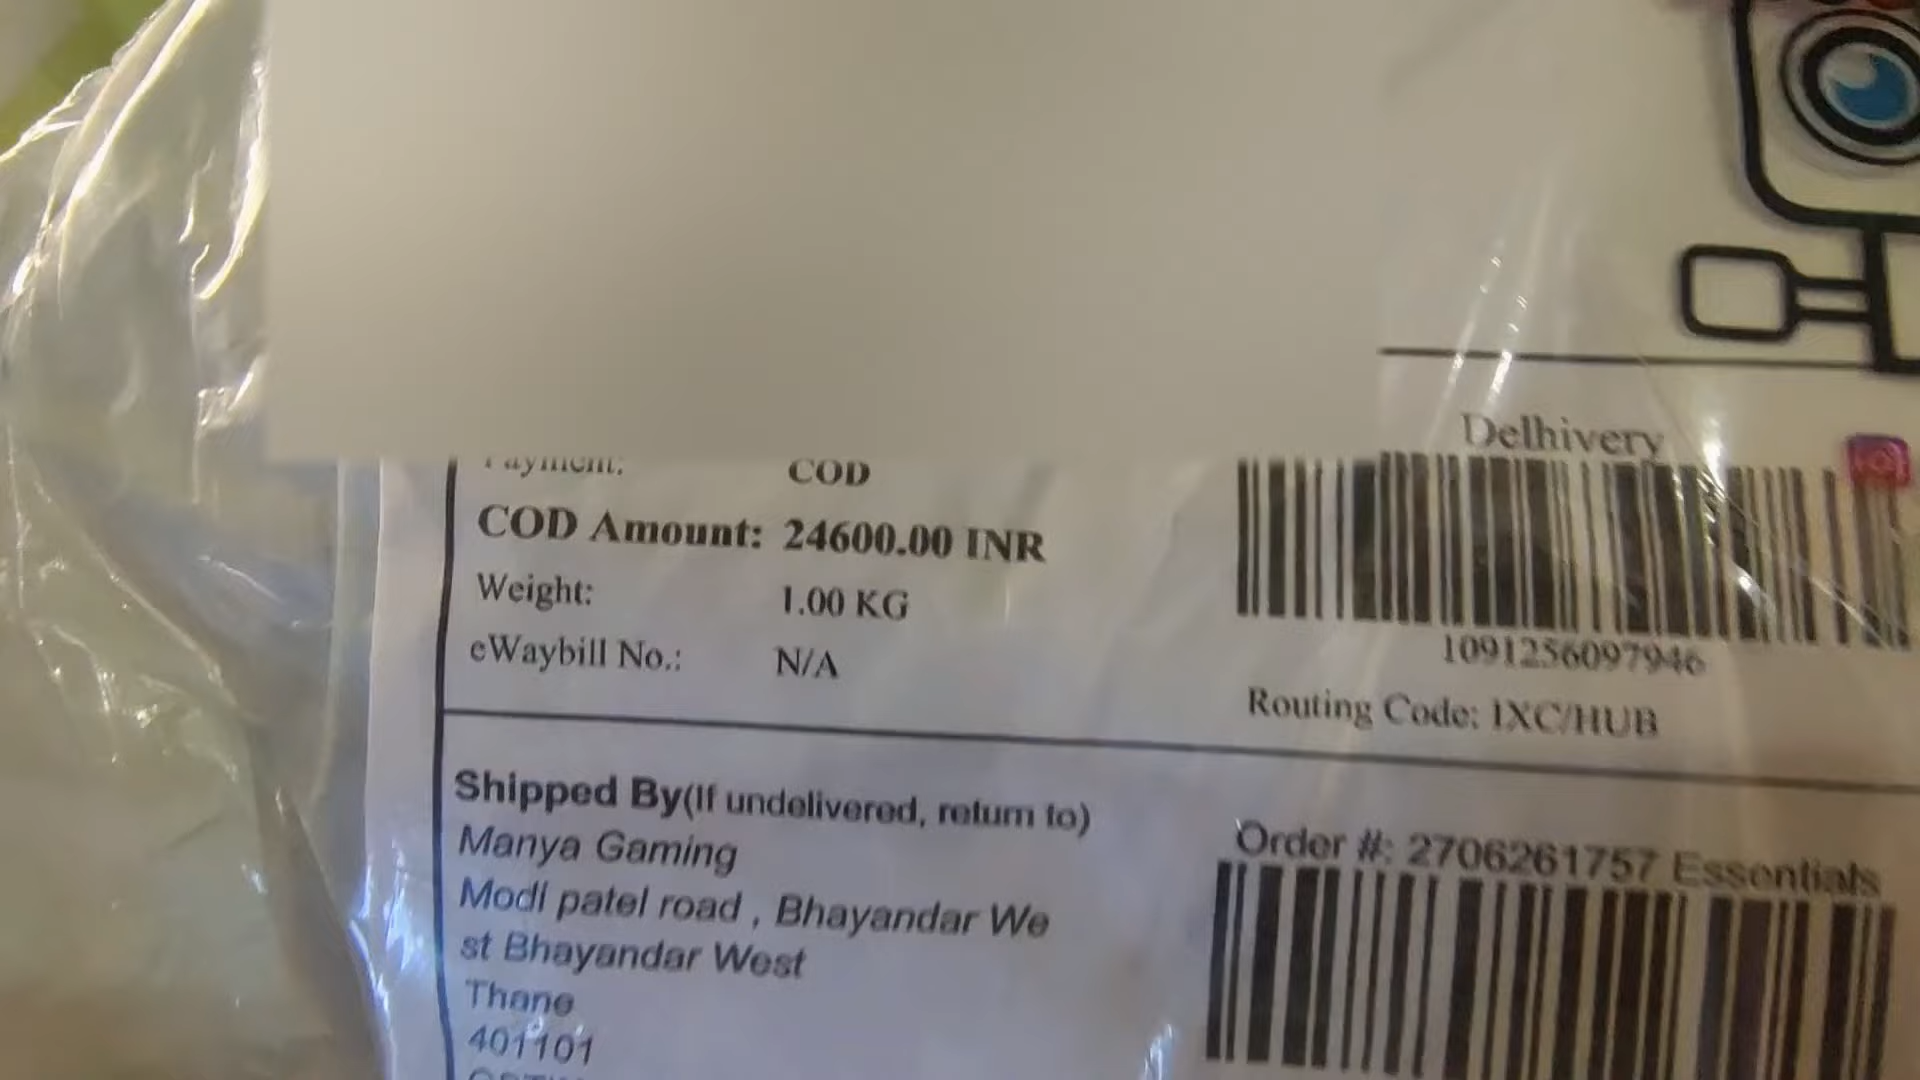 Payment: COD
COD Amount: 24600.00 INR
Weight: 1.00 KG
eWaybill No.: N/A
Delhivery
1091256097946
Routing Code: IXC/HUB
Shipped By(If undelivered, return to)
Manya Gaming
Modi patel road , Bhayandar We
st Bhayandar West
Thane
401101
Order #: 2706261757 Essentials